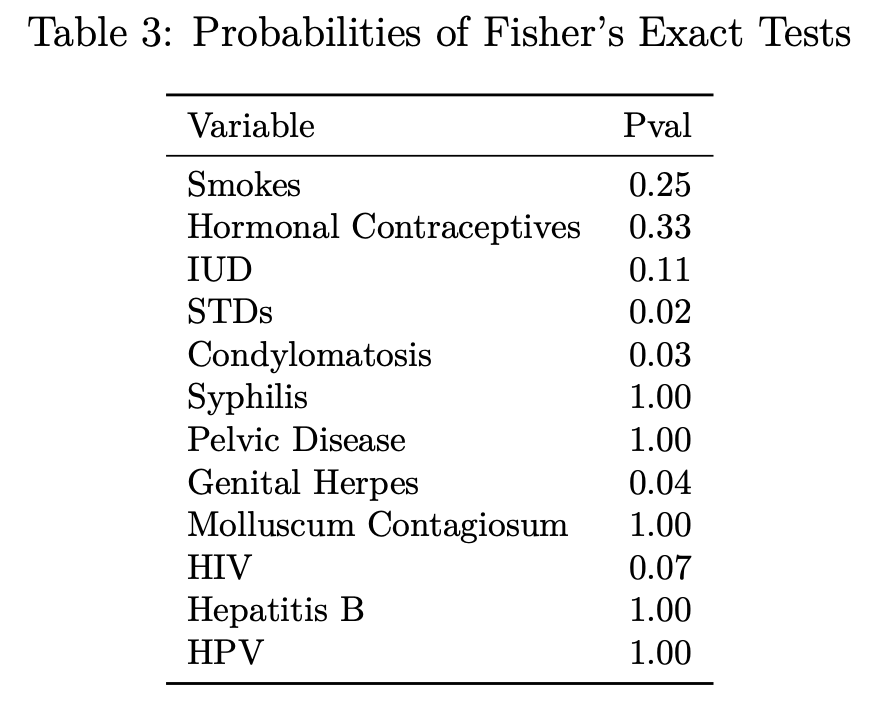 Table 3: Probabilities of Fisher's Exact Tests
Variable Pval
Smokes 0.25
Hormonal Contraceptives 0.33
IUD 0.11
STDs 0.02
Condylomatosis 0.03
Syphilis 1.00
Pelvic Disease 1.00
Genital Herpes 0.04
Molluscum Contagiosum 1.00
HIV 0.07
Hepatitis B 1.00
HPV 1.00